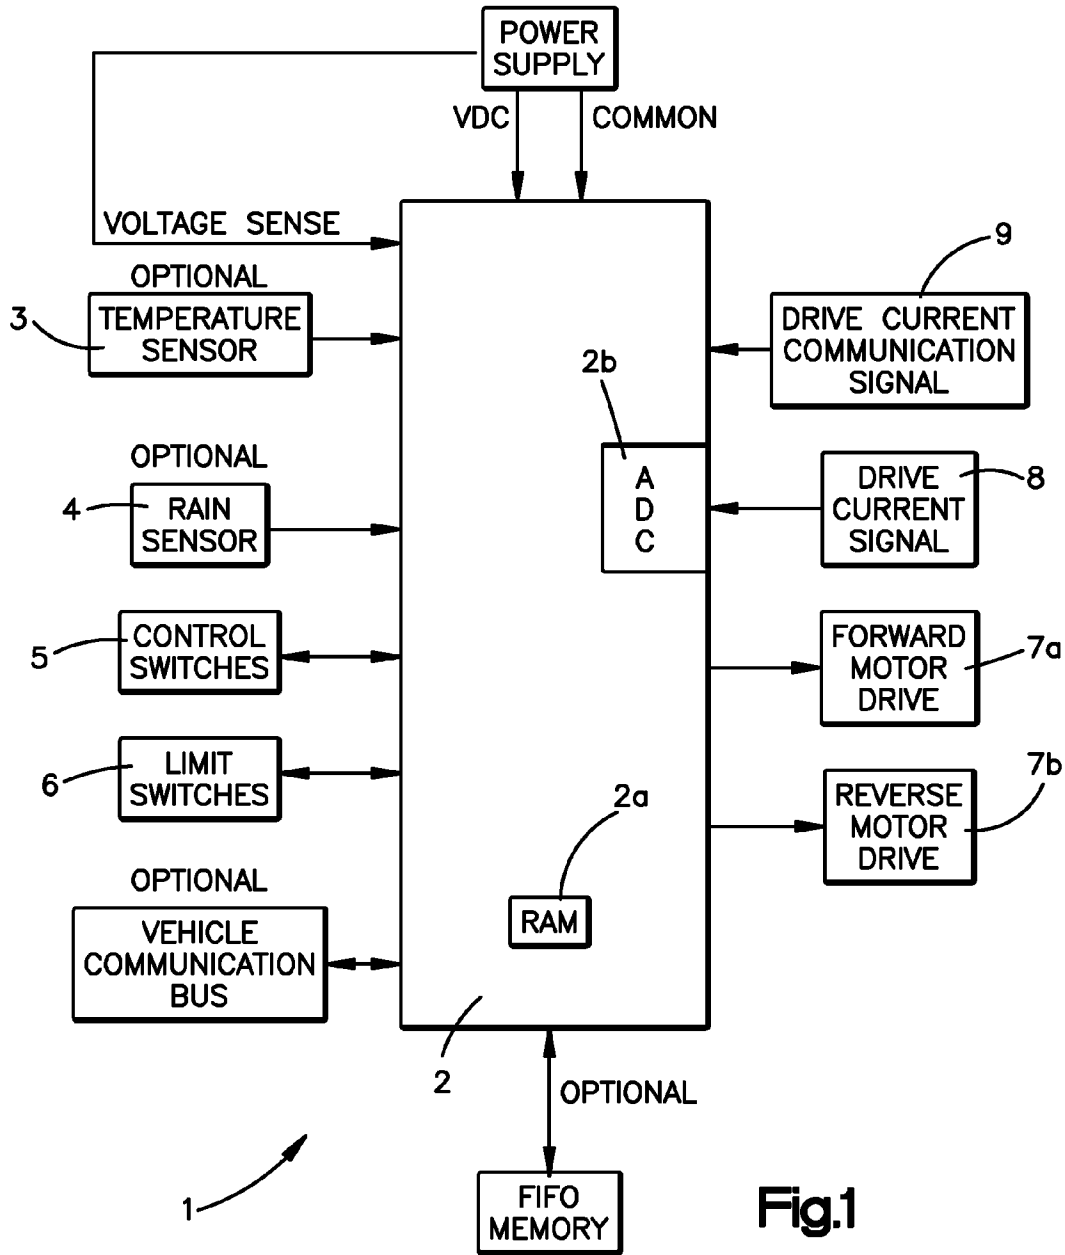 POWER
SUPPLY
VDC
COMMON
VOLTAGE SENSE
OPTIONAL
TEMPERATURE
SENSOR
3
OPTIONAL
RAIN
SENSOR
4
CONTROL
SWITCHES
5
LIMIT
SWITCHES
6
OPTIONAL
VEHICLE
COMMUNICATION
BUS
2b
A
D
C
2a
RAM
2
9
DRIVE CURRENT
COMMUNICATION
SIGNAL
DRIVE
CURRENT
SIGNAL
8
FORWARD
MOTOR
DRIVE
7a
REVERSE
MOTOR
DRIVE
7b
OPTIONAL
FIFO
MEMORY
1
Fig.1